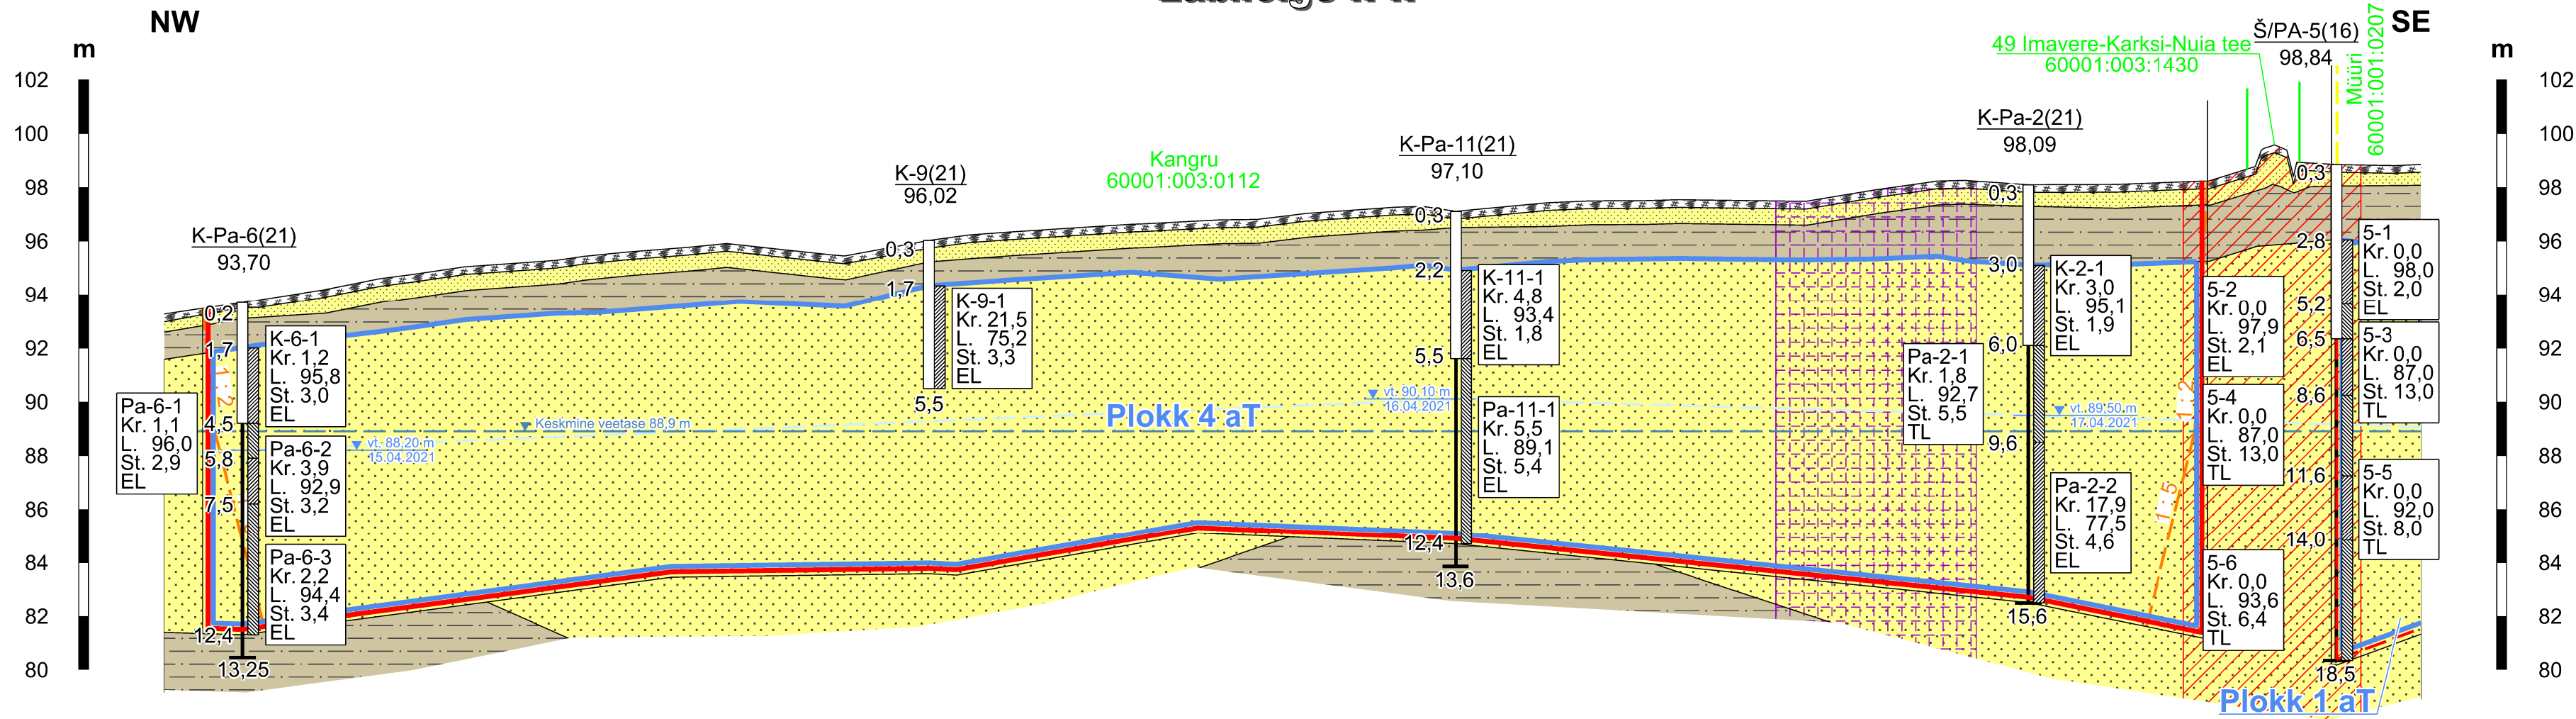 NW
SE
m
m
102
100
98
96
94
92
90
88
86
84
82
80
102
100
98
96
94
92
90
88
86
84
82
80
K-Pa-6(21)
93,70
0,2
1,7
4,5
5,8
7,5
12,4
13,25
Pa-6-1
Kr. 1,1
L. 96,0
St. 2,9
EL
K-6-1
Kr. 1,2
L. 95,8
St. 3,0
EL
Pa-6-2
Kr. 3,9
L. 92,9
St. 3,2
EL
Pa-6-3
Kr. 2,2
L. 94,4
St. 3,4
EL
vt. 88,20 m
15.04.2021
Keskmine veetase 88,9 m
K-9(21)
96,02
0,3
1,7
5,5
K-9-1
Kr. 21,5
L. 75,2
St. 3,3
EL
Kangru
60001:003:0112
Plokk 4 aT
K-Pa-11(21)
97,10
0,3
2,2
5,5
12,4
13,6
K-11-1
Kr. 4,8
L. 93,4
St. 1,8
EL
Pa-11-1
Kr. 5,5
L. 89,1
St. 5,4
EL
vt. 90,10 m
16.04.2021
K-Pa-2(21)
98,09
0,3
3,0
6,0
9,6
15,6
Pa-2-1
Kr. 1,8
L. 92,7
St. 5,5
TL
K-2-1
Kr. 3,0
L. 95,1
St. 1,9
EL
Pa-2-2
Kr. 17,9
L. 77,5
St. 4,6
EL
vt. 89,50 m
17.04.2021
1:2
1:5
49 Imavere-Karksi-Nuia tee
60001:003:1430
Š/PA-5(16)
98,84
Müüri
60001:001:0207
0,3
2,8
5,2
6,5
8,6
11,6
14,0
18,5
5-2
Kr. 0,0
L. 97,9
St. 2,1
EL
5-4
Kr. 0,0
L. 87,0
St. 13,0
TL
5-6
Kr. 0,0
L. 93,6
St. 6,4
TL
5-1
Kr. 0,0
L. 98,0
St. 2,0
EL
5-3
Kr. 0,0
L. 87,0
St. 13,0
TL
5-5
Kr. 0,0
L. 92,0
St. 8,0
TL
Plokk 1 aT